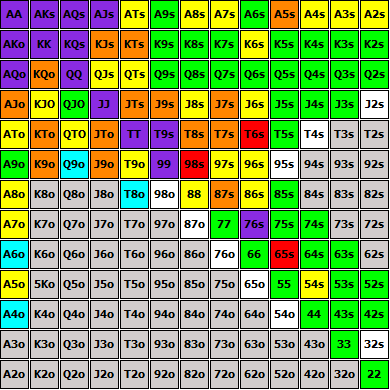 AA AKs AQs AJs ATs A9s A8s A7s A6s A5s A4s A3s A2s
AKo KK KQs KJs KTs K9s K8s K7s K6s K5s K4s K3s K2s
AQo KQo QQ QJs QTs Q9s Q8s Q7s Q6s Q5s Q4s Q3s Q2s
AJo KJO QJO JJ JTs J9s J8s J7s J6s J5s J4s J3s J2s
ATo KTo QTO JTo TT T9s T8s T7s T6s T5s T4s T3s T2s
A9o K9o Q9o J9o T9o 99 98s 97s 96s 95s 94s 93s 92s
A8o K8o Q8o J8o T8o 98o 88 87s 86s 85s 84s 83s 82s
A7o K7o Q7o J7o T7o 97o 87o 77 76s 75s 74s 73s 72s
A6o K6o Q6o J6o T6o 96o 86o 76o 66 65s 64s 63s 62s
A5o 5Ko Q5o J5o T5o 95o 85o 75o 65o 55 54s 53s 52s
A4o K4o Q4o J4o T4o 94o 84o 74o 64o 54o 44 43s 42s
A3o K3o Q3o J3o T3o 93o 83o 73o 63o 53o 43o 33 32s
A2o K2o Q2o J2o T2o 92o 82o 72o 62o 52o 42o 32o 22